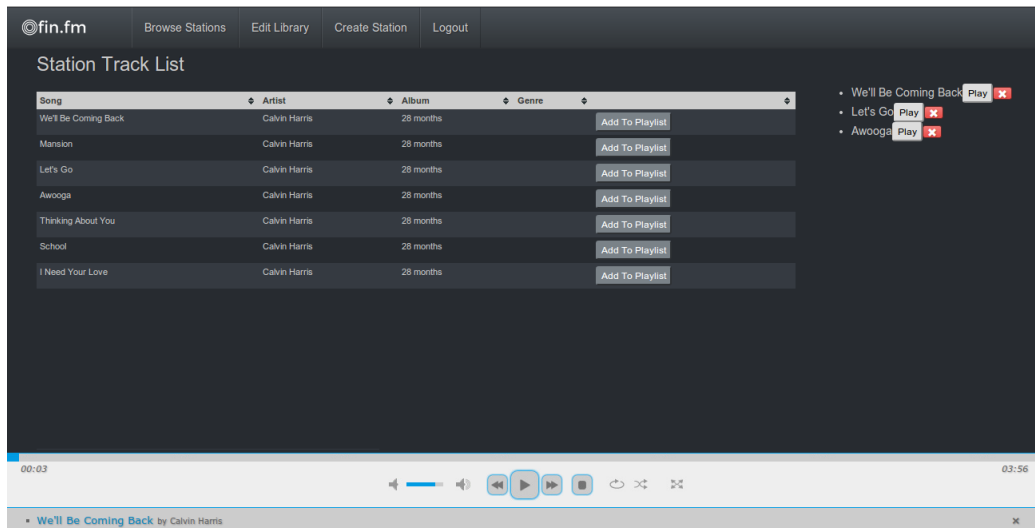 fin.fm Browse Stations Edit Library Create Station Logout
Station Track List
Song Artist Album Genre
We'll Be Coming Back Calvin Harris 28 months Add To Playlist
Mansion Calvin Harris 28 months Add To Playlist
Let's Go Calvin Harris 28 months Add To Playlist
Awooga Calvin Harris 28 months Add To Playlist
Thinking About You Calvin Harris 28 months Add To Playlist
School Calvin Harris 28 months Add To Playlist
I Need Your Love Calvin Harris 28 months Add To Playlist
• We'll Be Coming Back Play
• Let's Go Play
• Awooga Play
00:03 03:56
• We'll Be Coming Back by Calvin Harris